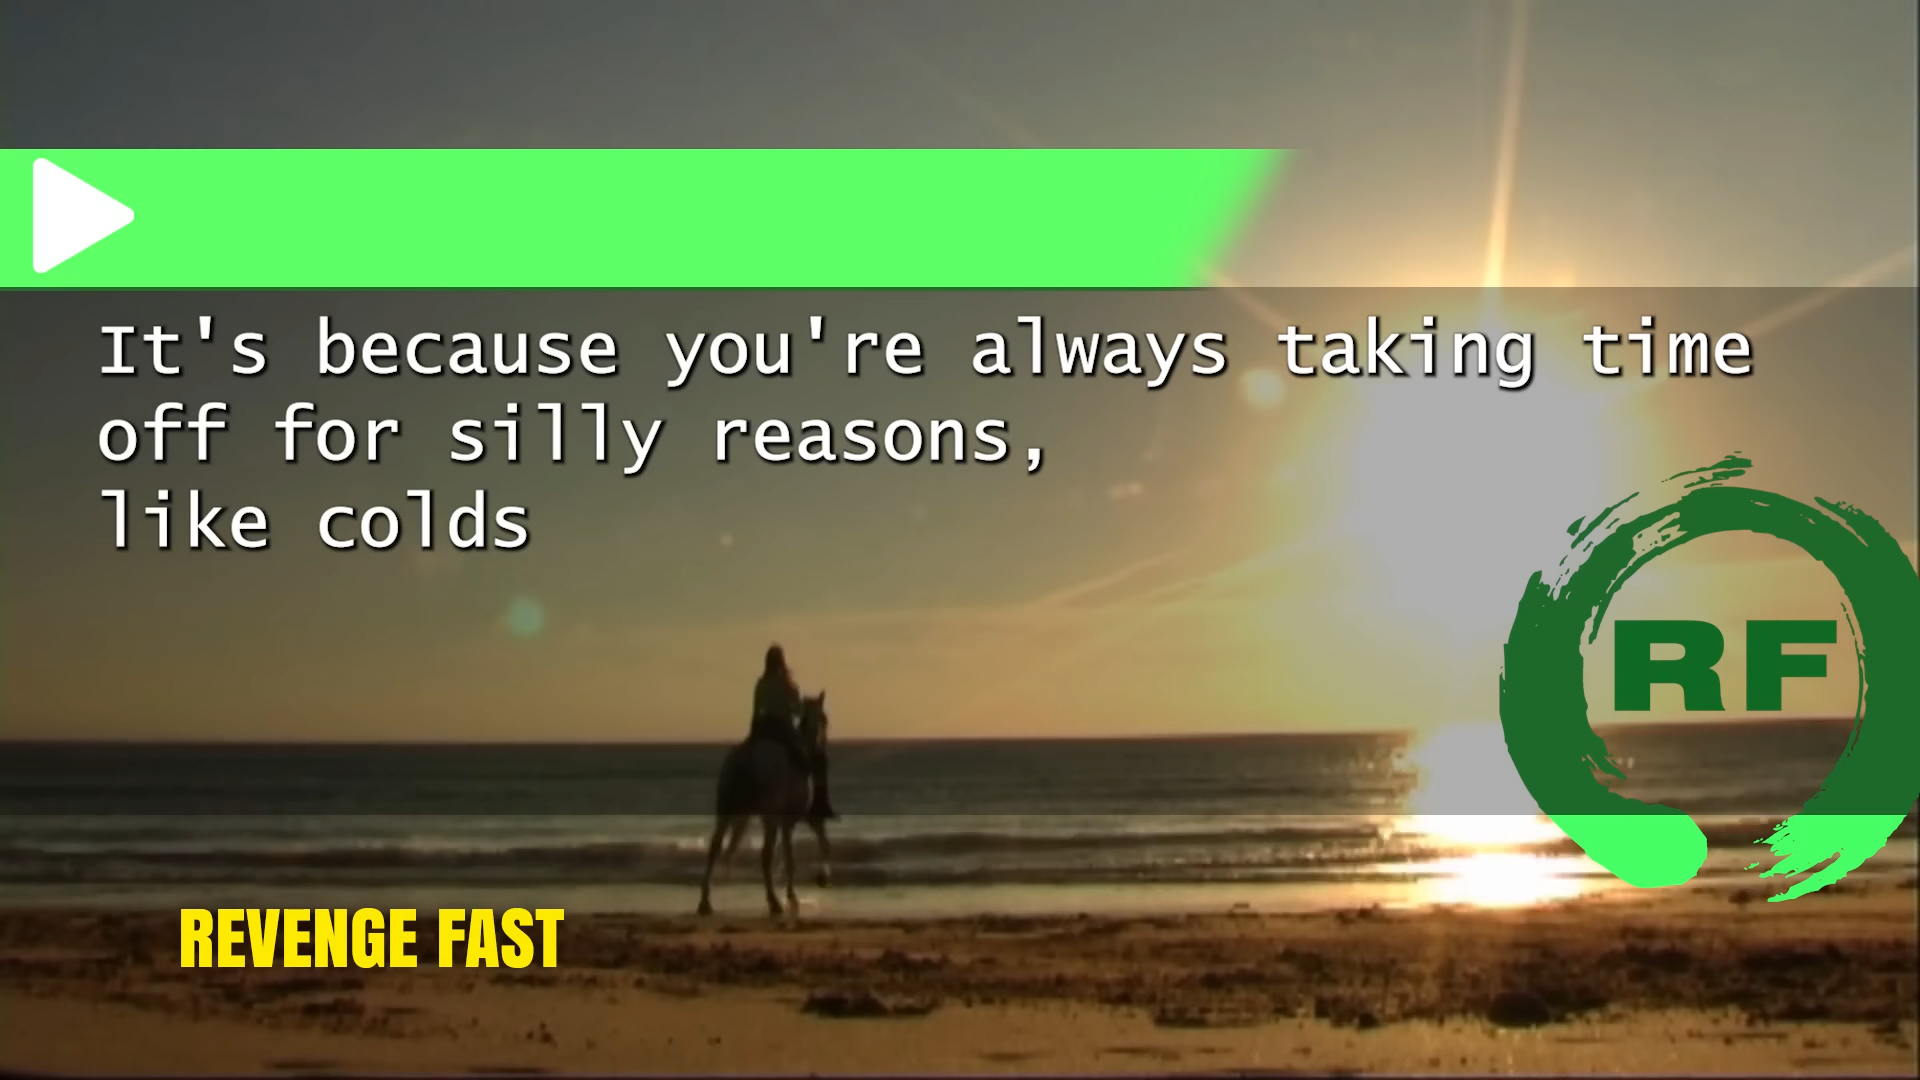 It's because you're always taking time
off for silly reasons,
like colds
RF
REVENGE FAST